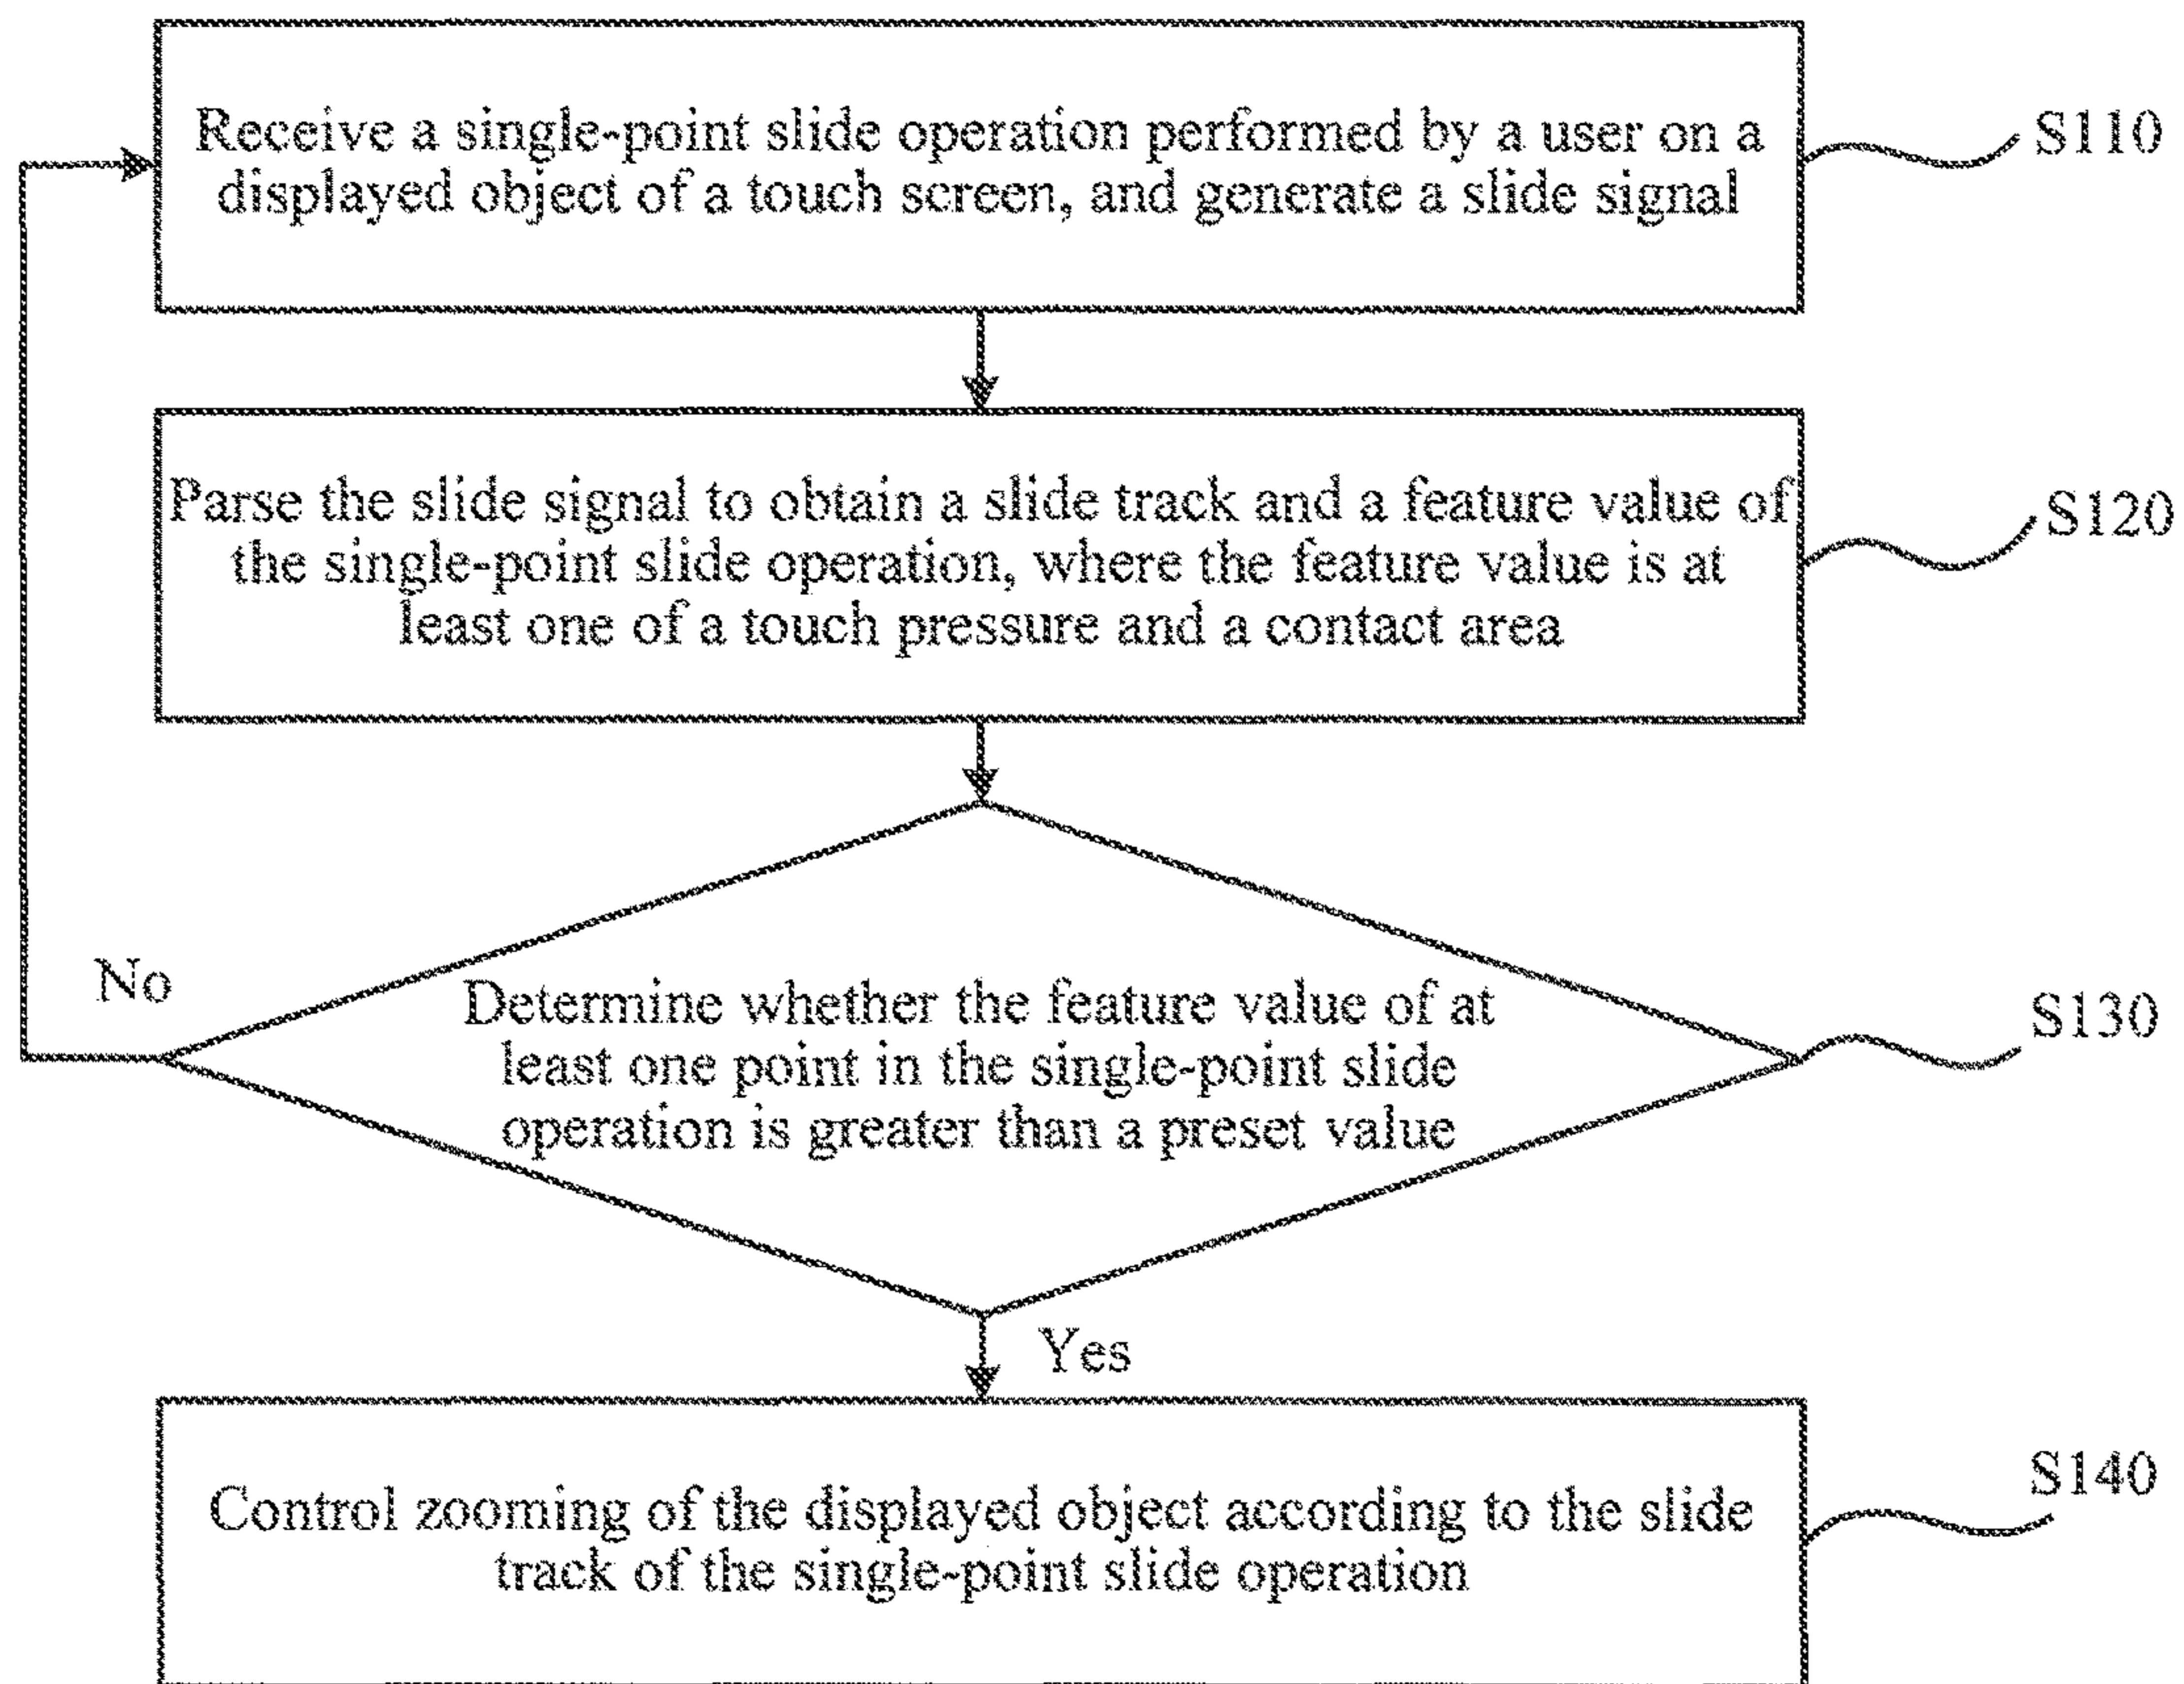 Receive a single-point slide operation performed by a user on a
displayed object of a touch screen, and generate a slide signal
S110
Parse the slide signal to obtain a slide track and a feature value of
the single-point slide operation, where the feature value is at
least one of a touch pressure and a contact area
S120
No
Determine whether the feature value of at
least one point in the single-point slide
operation is greater than a preset value
S130
Yes
Control zooming of the displayed object according to the slide
track of the single-point slide operation
S140